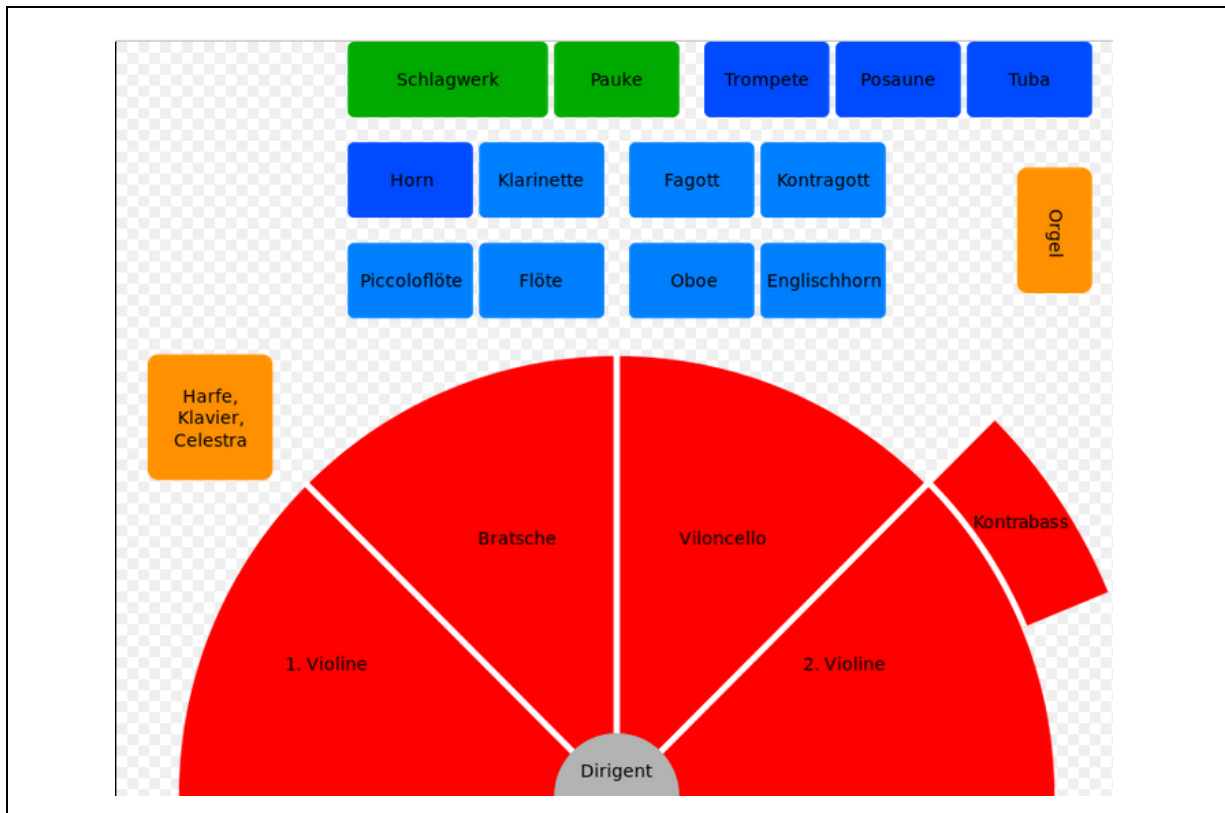 Schlagwerk
Pauke
Trompete
Posaune
Tuba
Horn
Klarinette
Fagott
Kontragott
Orgel
Piccoloflöte
Flöte
Oboe
Englischhorn
Harfe,
Klavier,
Celestra
Kontrabass
Bratsche
Viloncello
1. Violine
2. Violine
Dirigent